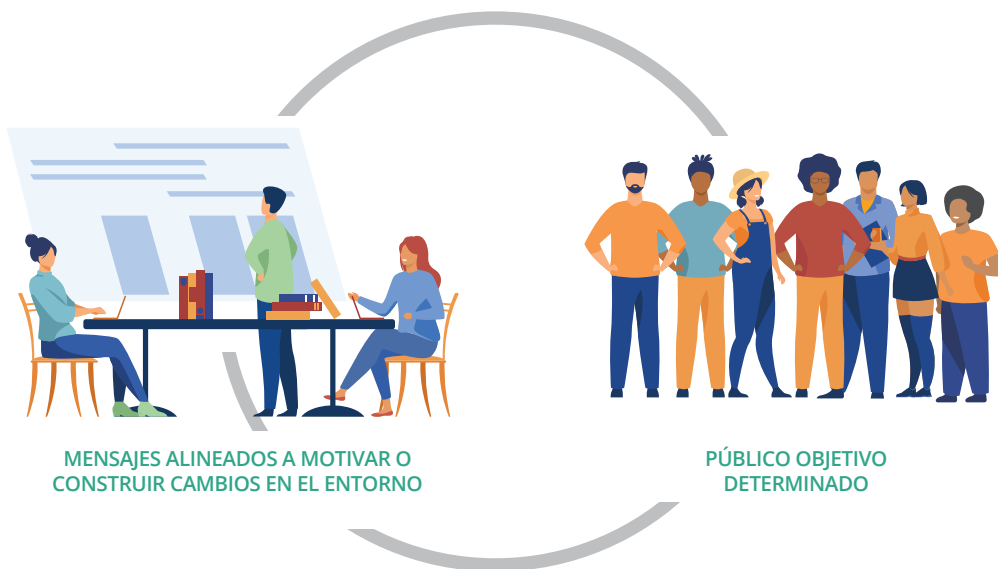 MENSAJES ALINEADOS A MOTIVAR O
CONSTRUIR CAMBIOS EN EL ENTORNO
PÚBLICO OBJETIVO
DETERMINADO